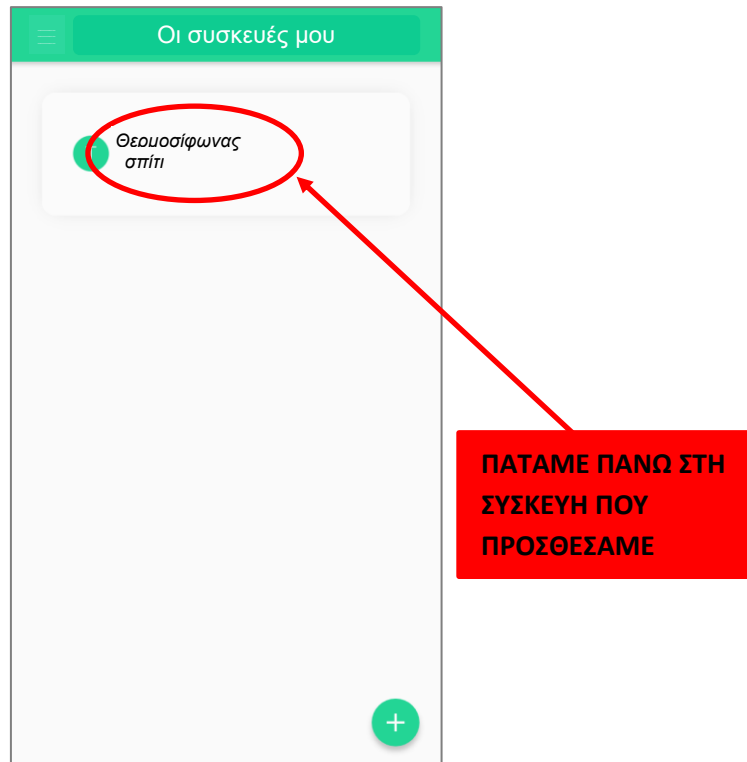 Οι συσκευές μου
Θερμοσίφωνας
σπίτι
ΠΑΤΑΜΕ ΠΑΝΩ ΣΤΗ
ΣΥΣΚΕΥΗ ΠΟΥ
ΠΡΟΣΘΕΣΑΜΕ
+